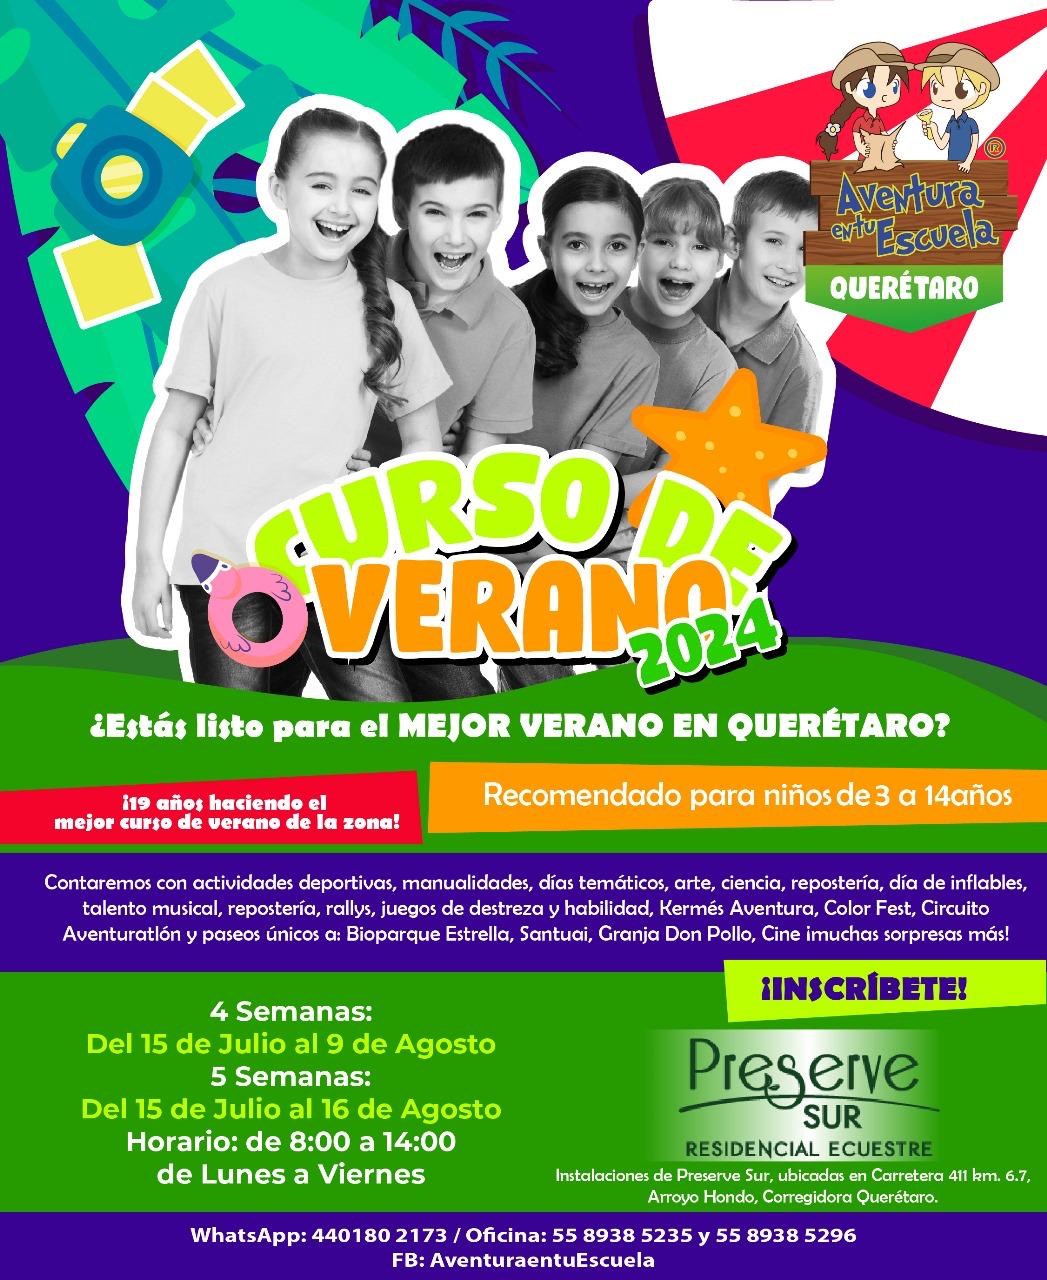 Aventura
en tu Escuela
®
QUERÉTARO
CURSO DE
VERANO
2024
¿Estás listo para el MEJOR VERANO EN QUERÉTARO?
¡19 años haciendo el
mejor curso de verano de la zona!
Recomendado para niños de 3 a 14años
Contaremos con actividades deportivas, manualidades, días temáticos, arte, ciencia, repostería, día de inflables,
talento musical, repostería, rallys, juegos de destreza y habilidad, Kermés Aventura, Color Fest, Circuito
Aventuratlón y paseos únicos a: Bioparque Estrella, Santuai, Granja Don Pollo, Cine ¡muchas sorpresas más!
¡INSCRÍBETE!
4 Semanas:
Del 15 de Julio al 9 de Agosto
5 Semanas:
Del 15 de Julio al 16 de Agosto
Horario: de 8:00 a 14:00
de Lunes a Viernes
Preserve
SUR
RESIDENCIAL ECUESTRE
Instalaciones de Preserve Sur, ubicadas en Carretera 411 km. 6.7,
Arroyo Hondo, Corregidora Querétaro.
WhatsApp: 440180 2173 / Oficina: 55 8938 5235 y 55 8938 5296
FB: AventuraentuEscuela